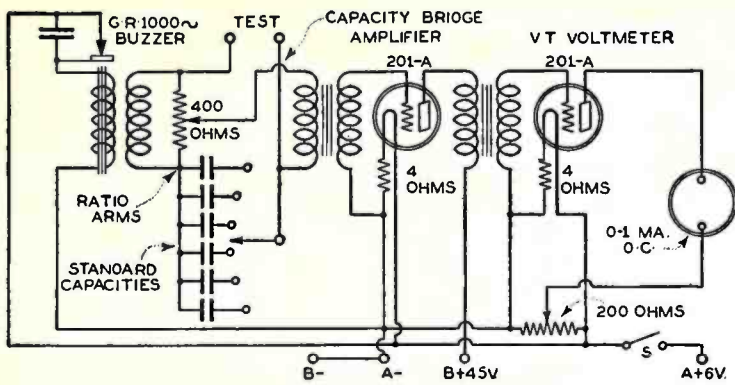 G·R·1000~
BUZZER
TEST
CAPACITY BRIDGE
AMPLIFIER
201-A
V T VOLTMETER
201-A
400
OHMS
4
OHMS
4
OHMS
RATIO
ARMS
STANDARD
CAPACITIES
0-1 MA.
O.C.
200 OHMS
S
B-
A-
B+45V.
A+6V.